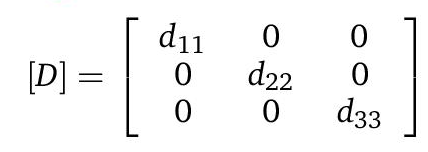 d₁₁ 0 0
[D] = 0 d₂₂ 0
0 0 d₃₃